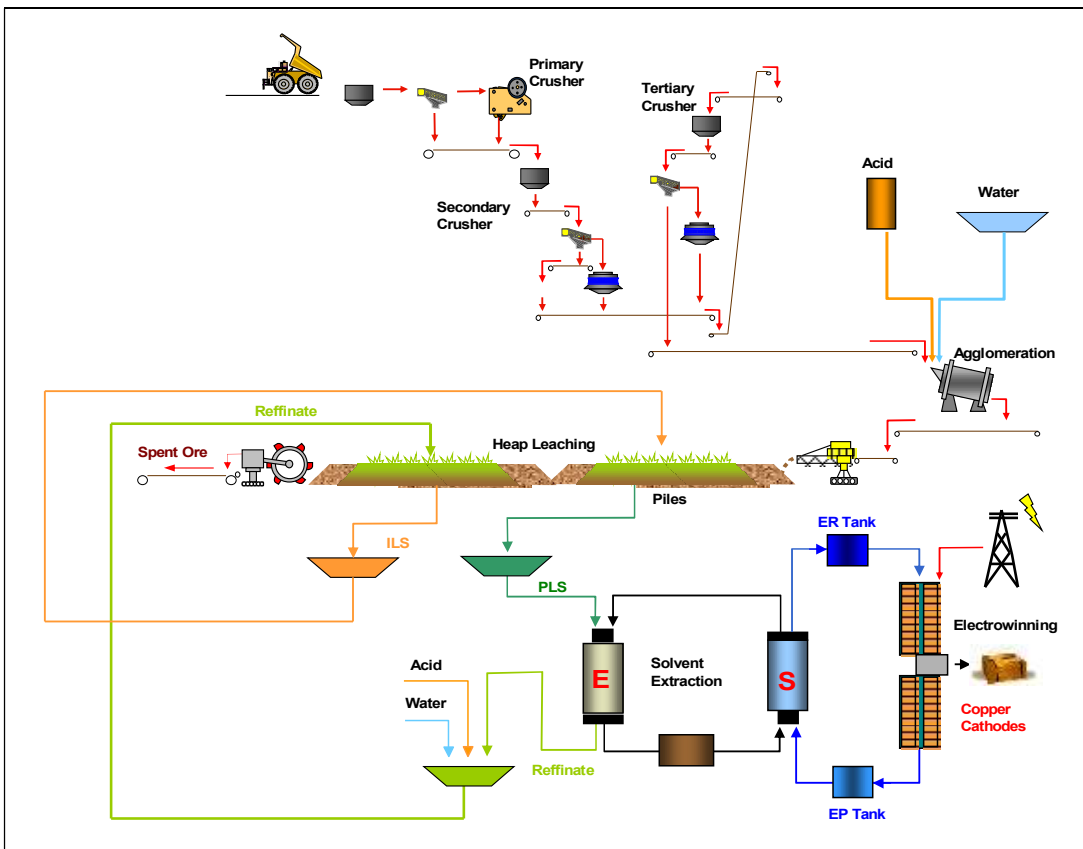 Primary
Crusher
Tertiary
Crusher
Acid
Water
Secondary
Crusher
Agglomeration
Reffinate
Heap Leaching
Spent Ore
Piles
ER Tank
ILS
PLS
Electrowinning
Solvent
Extraction
E
S
Acid
Water
Copper
Cathodes
Reffinate
EP Tank